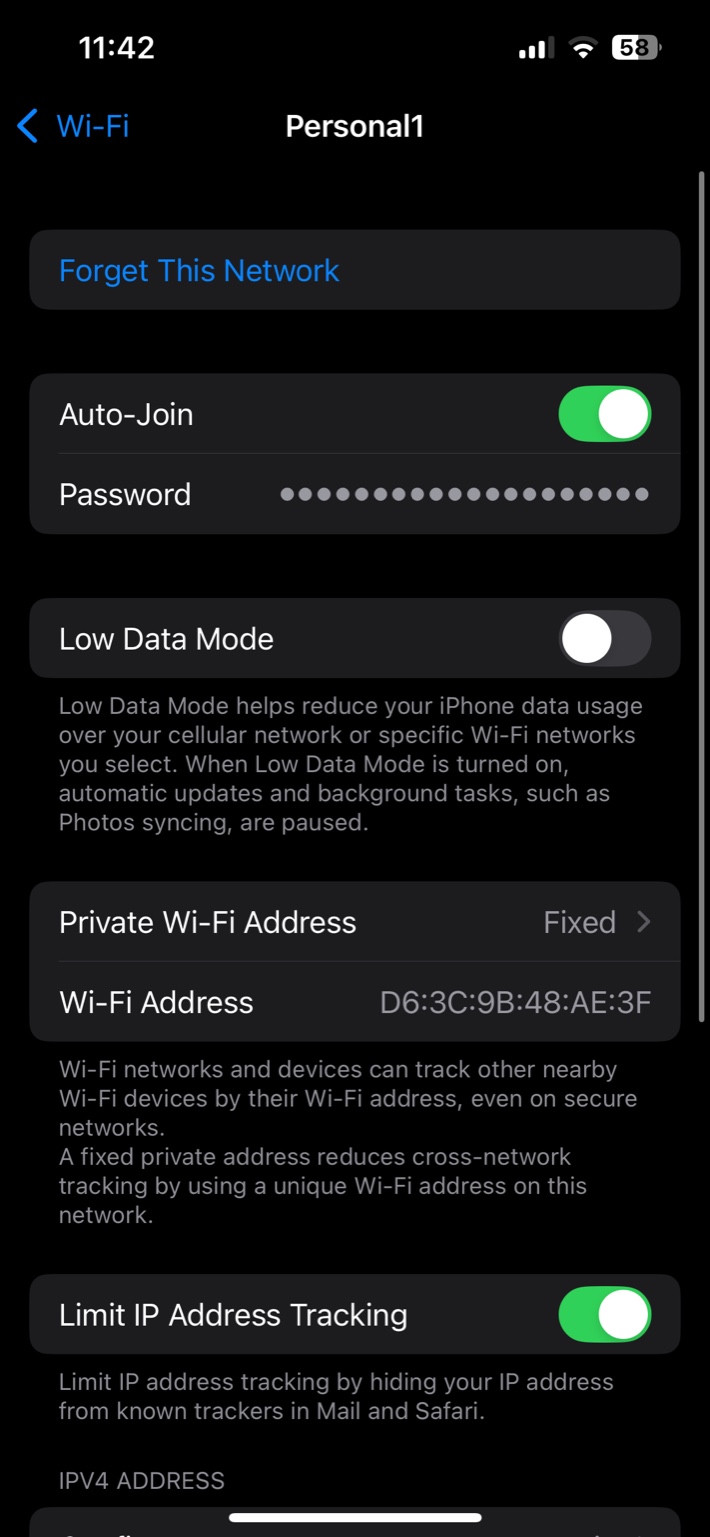 11:42
58
Wi-Fi
Personal1
Forget This Network
Auto-Join
Password ●●●●●●●●●●●●●●●●●●●●
Low Data Mode
Low Data Mode helps reduce your iPhone data usage
over your cellular network or specific Wi-Fi networks
you select. When Low Data Mode is turned on,
automatic updates and background tasks, such as
Photos syncing, are paused.
Private Wi-Fi Address Fixed
Wi-Fi Address D6:3C:9B:48:AE:3F
Wi-Fi networks and devices can track other nearby
Wi-Fi devices by their Wi-Fi address, even on secure
networks.
A fixed private address reduces cross-network
tracking by using a unique Wi-Fi address on this
network.
Limit IP Address Tracking
Limit IP address tracking by hiding your IP address
from known trackers in Mail and Safari.
IPV4 ADDRESS